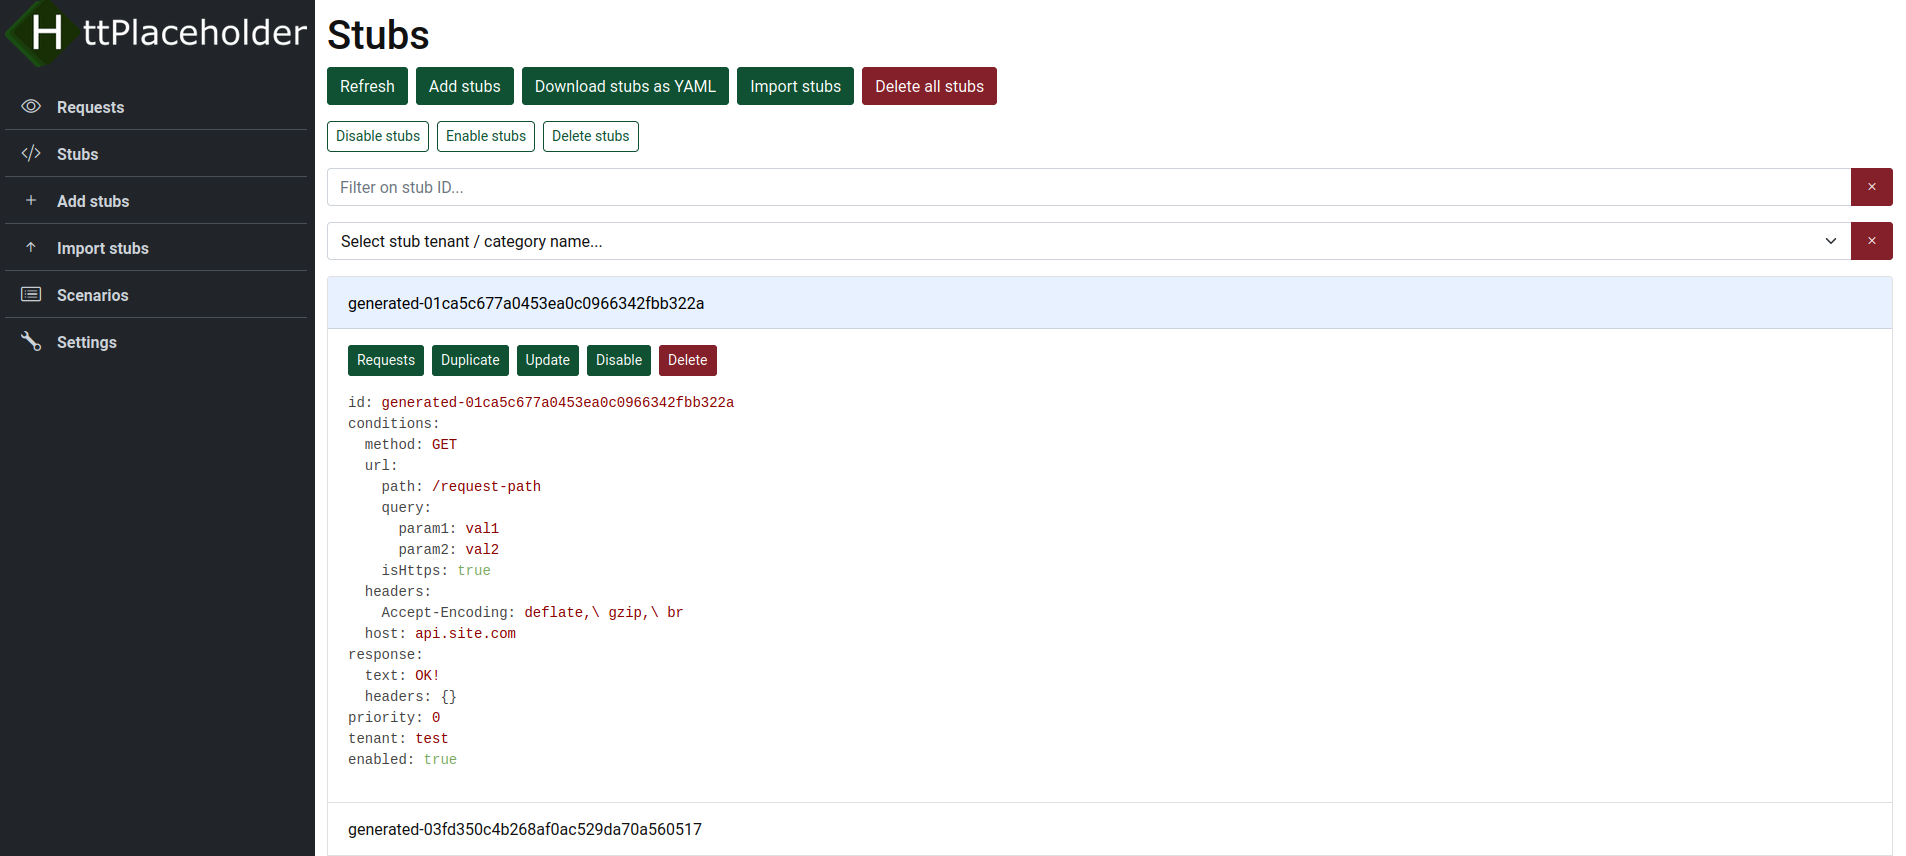 HttPlaceholder
Requests
Stubs
Add stubs
Import stubs
Scenarios
Settings
Stubs
Refresh Add stubs Download stubs as YAML Import stubs Delete all stubs
Disable stubs Enable stubs Delete stubs
Filter on stub ID... ×
Select stub tenant / category name... ×
generated-01ca5c677a0453ea0c0966342fbb322a
Requests Duplicate Update Disable Delete
id: generated-01ca5c677a0453ea0c0966342fbb322a
conditions:
  method: GET
  url:
    path: /request-path
    query:
      param1: val1
      param2: val2
    isHttps: true
  headers:
    Accept-Encoding: deflate,\ gzip,\ br
  host: api.site.com
response:
  text: OK!
  headers: {}
priority: 0
tenant: test
enabled: true
generated-03fd350c4b268af0ac529da70a560517